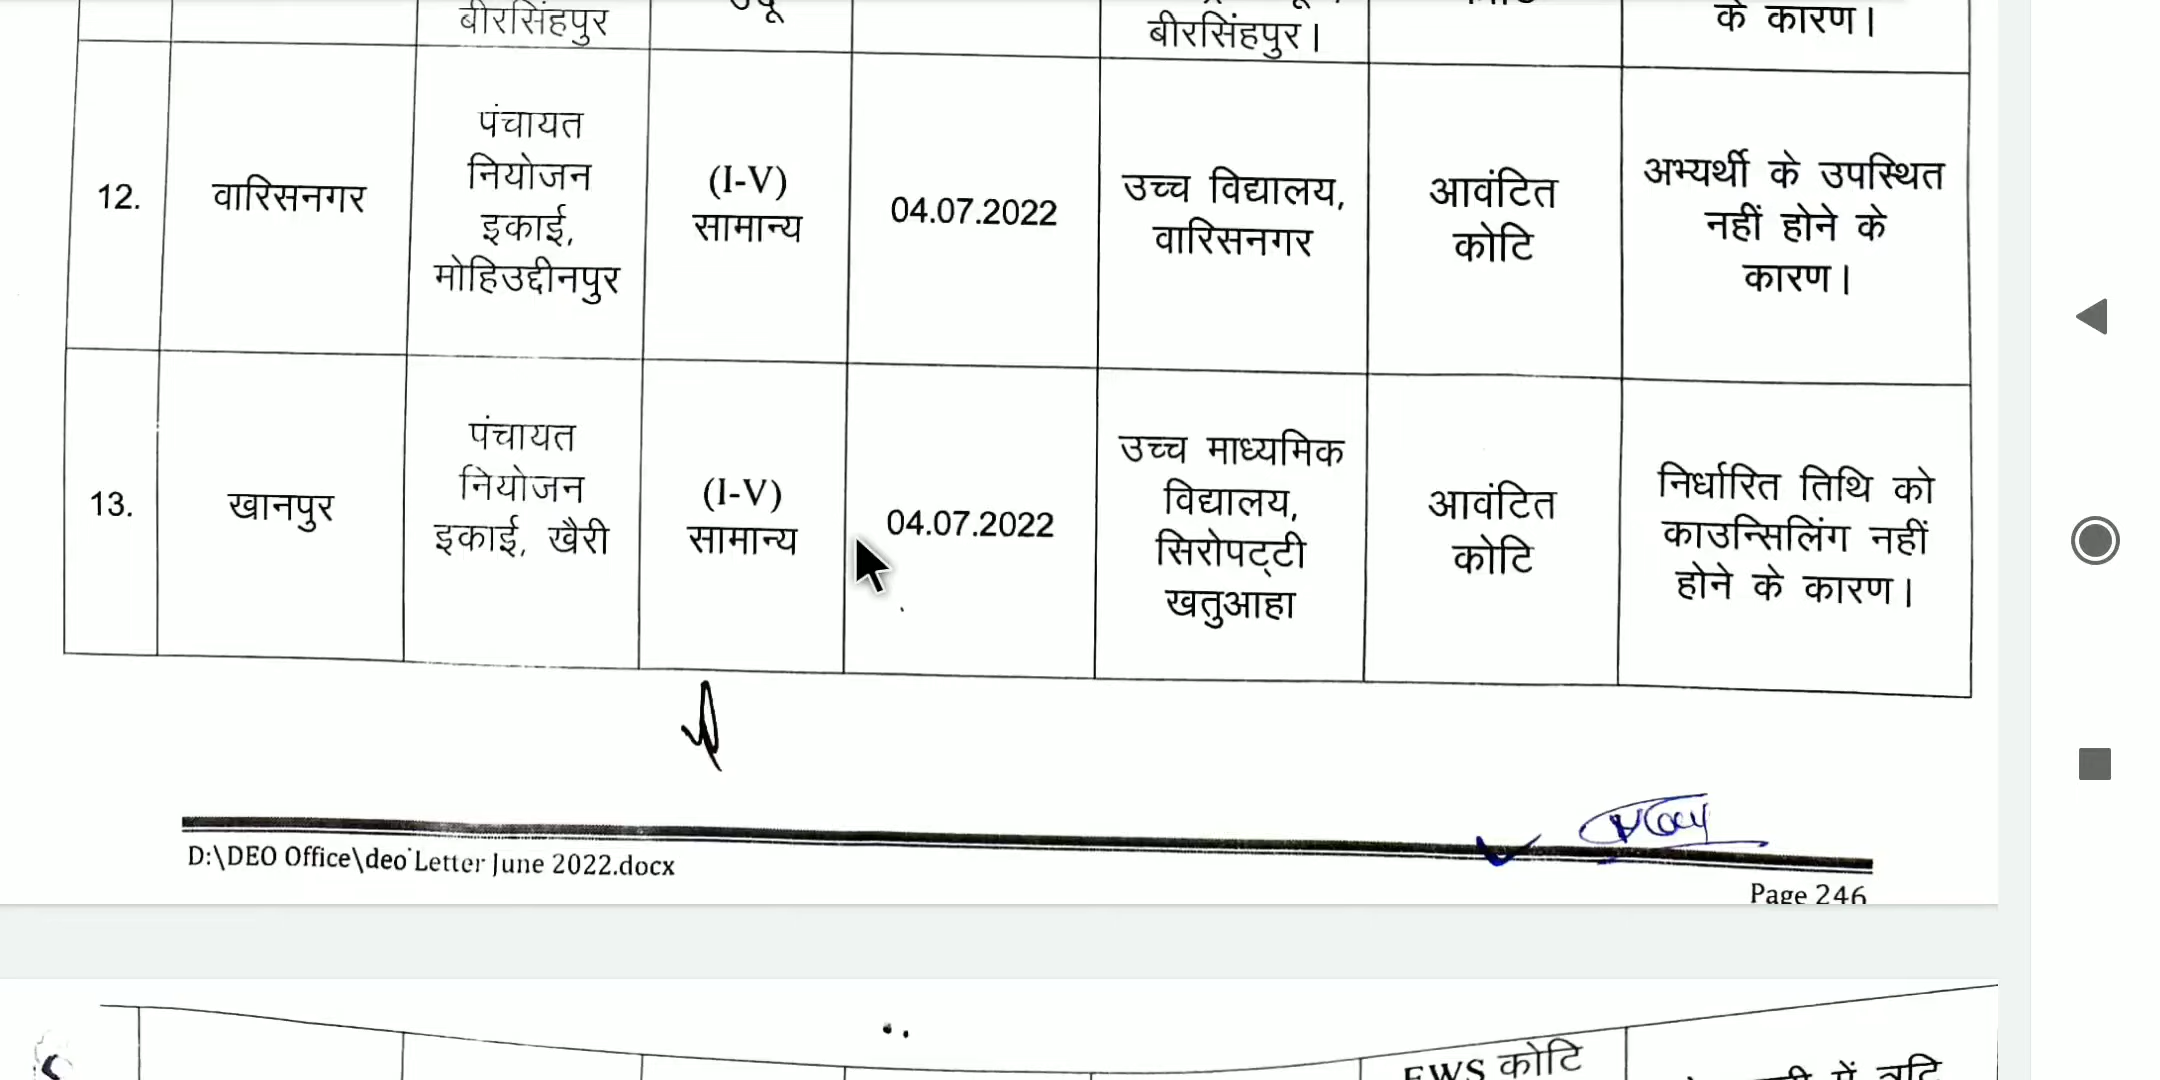 बीरसिंहपुर
बीरसिंहपुर।
के कारण।
12.
वारिसनगर
पंचायत
नियोजन
इकाई,
मोहिउद्दीनपुर
(I-V)
सामान्य
04.07.2022
उच्च विद्यालय,
वारिसनगर
आवंटित
कोटि
अभ्यर्थी के उपस्थित
नहीं होने के
कारण।
13.
खानपुर
पंचायत
नियोजन
इकाई, खैरी
(I-V)
सामान्य
04.07.2022
उच्च माध्यमिक
विद्यालय,
सिरोपट्टी
खतुआहा
आवंटित
कोटि
निर्धारित तिथि को
काउन्सिलिंग नहीं
होने के कारण।
D:\DEO Office\deo Letter June 2022.docx
Page 246
EWS कोटि
में